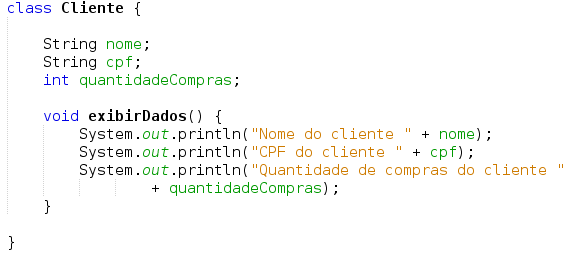 class Cliente {
String nome;
String cpf;
int quantidadeCompras;
void exibirDados() {
System.out.println("Nome do cliente " + nome);
System.out.println("CPF do cliente " + cpf);
System.out.println("Quantidade de compras do cliente "
+ quantidadeCompras);
}
}